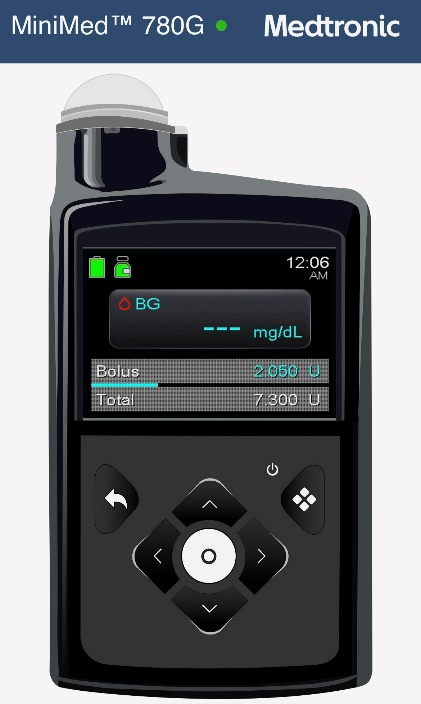 MiniMed™ 780G Medtronic
12:06
AM
BG
--- mg/dL
Bolus 2.050 U
Total 7.300 U